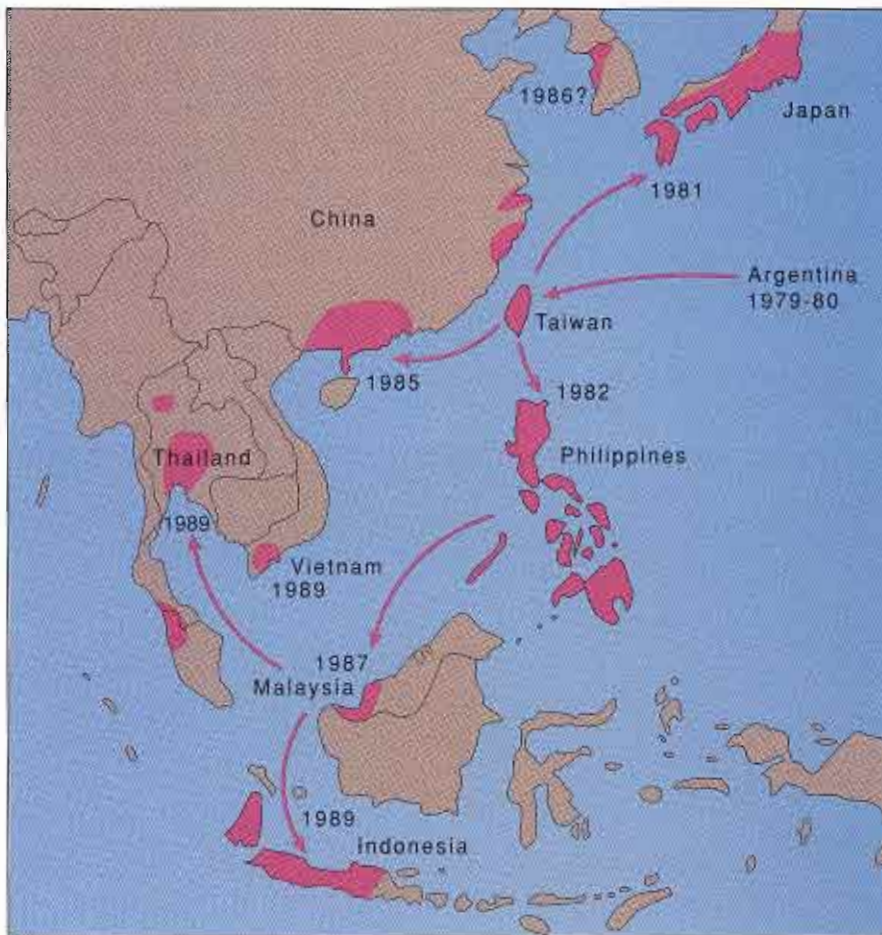 1986?
Japan
1981
China
Argentina
1979-80
Taiwan
1985
1982
Philippines
Thailand
1989
Vietnam
1989
1987
Malaysia
1989
Indonesia